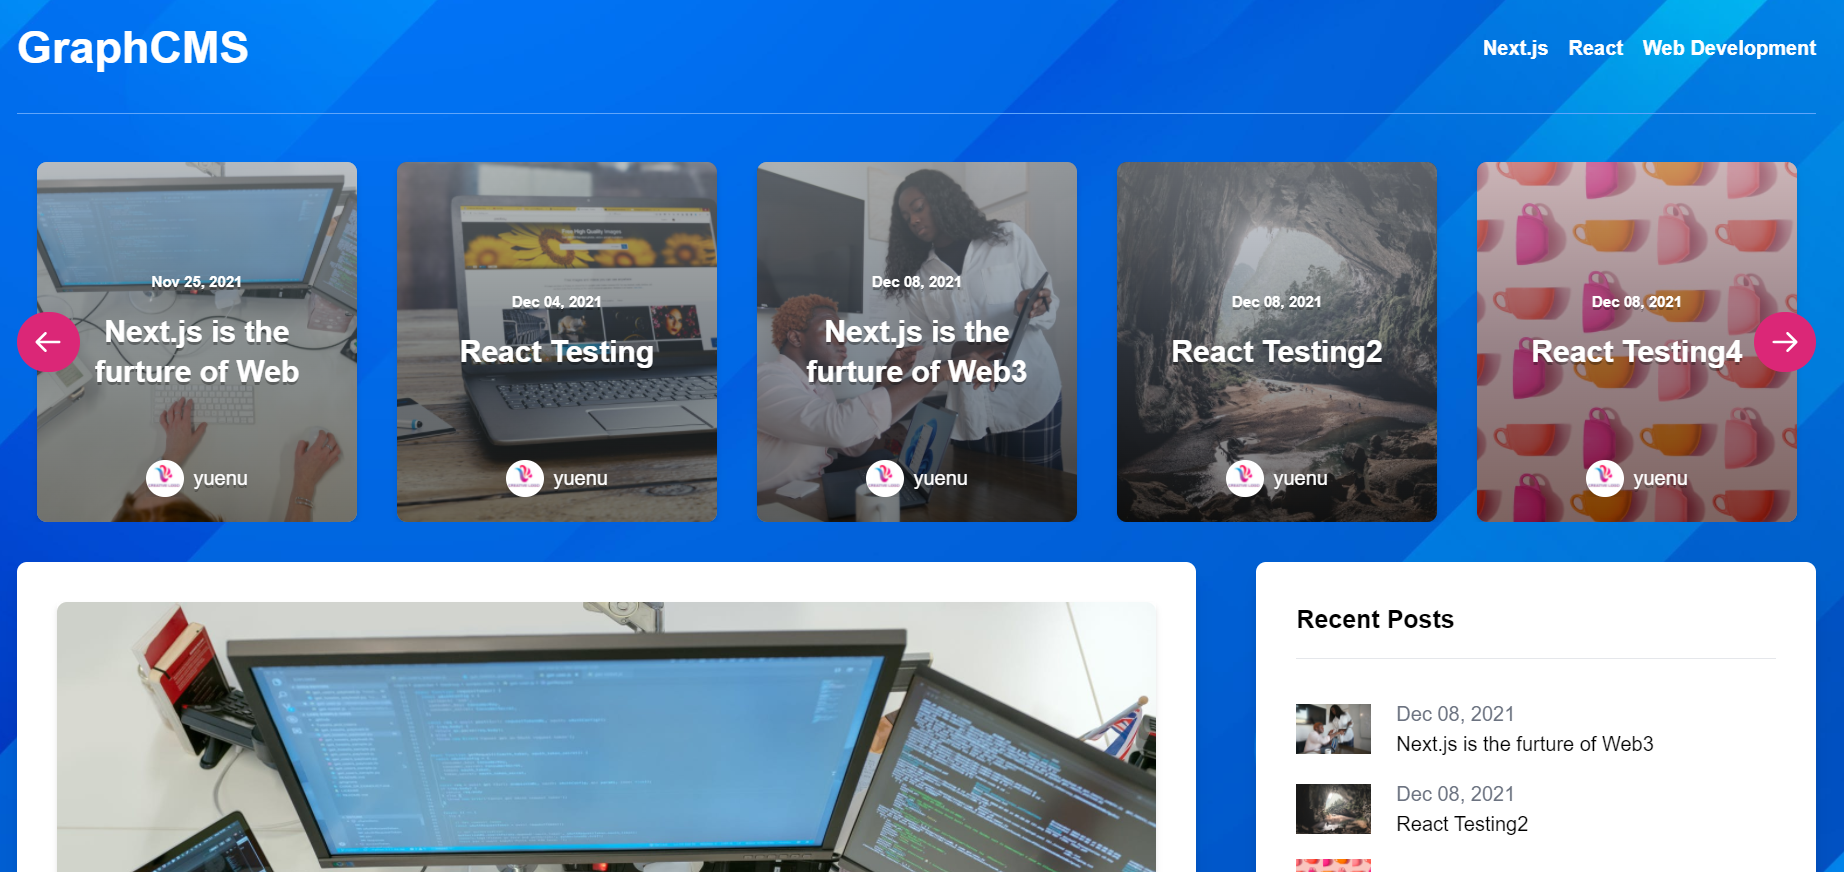 GraphCMS
Next.js React Web Development
Nov 25, 2021
Next.js is the
furture of Web
yuenu
Dec 04, 2021
React Testing
yuenu
Dec 08, 2021
Next.js is the
furture of Web3
yuenu
Dec 08, 2021
React Testing2
yuenu
Dec 08, 2021
React Testing4
yuenu
Recent Posts
Dec 08, 2021
Next.js is the furture of Web3
Dec 08, 2021
React Testing2